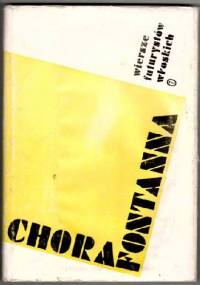 wiersze
futurystów
włoskich
CHORA
FONTANNA